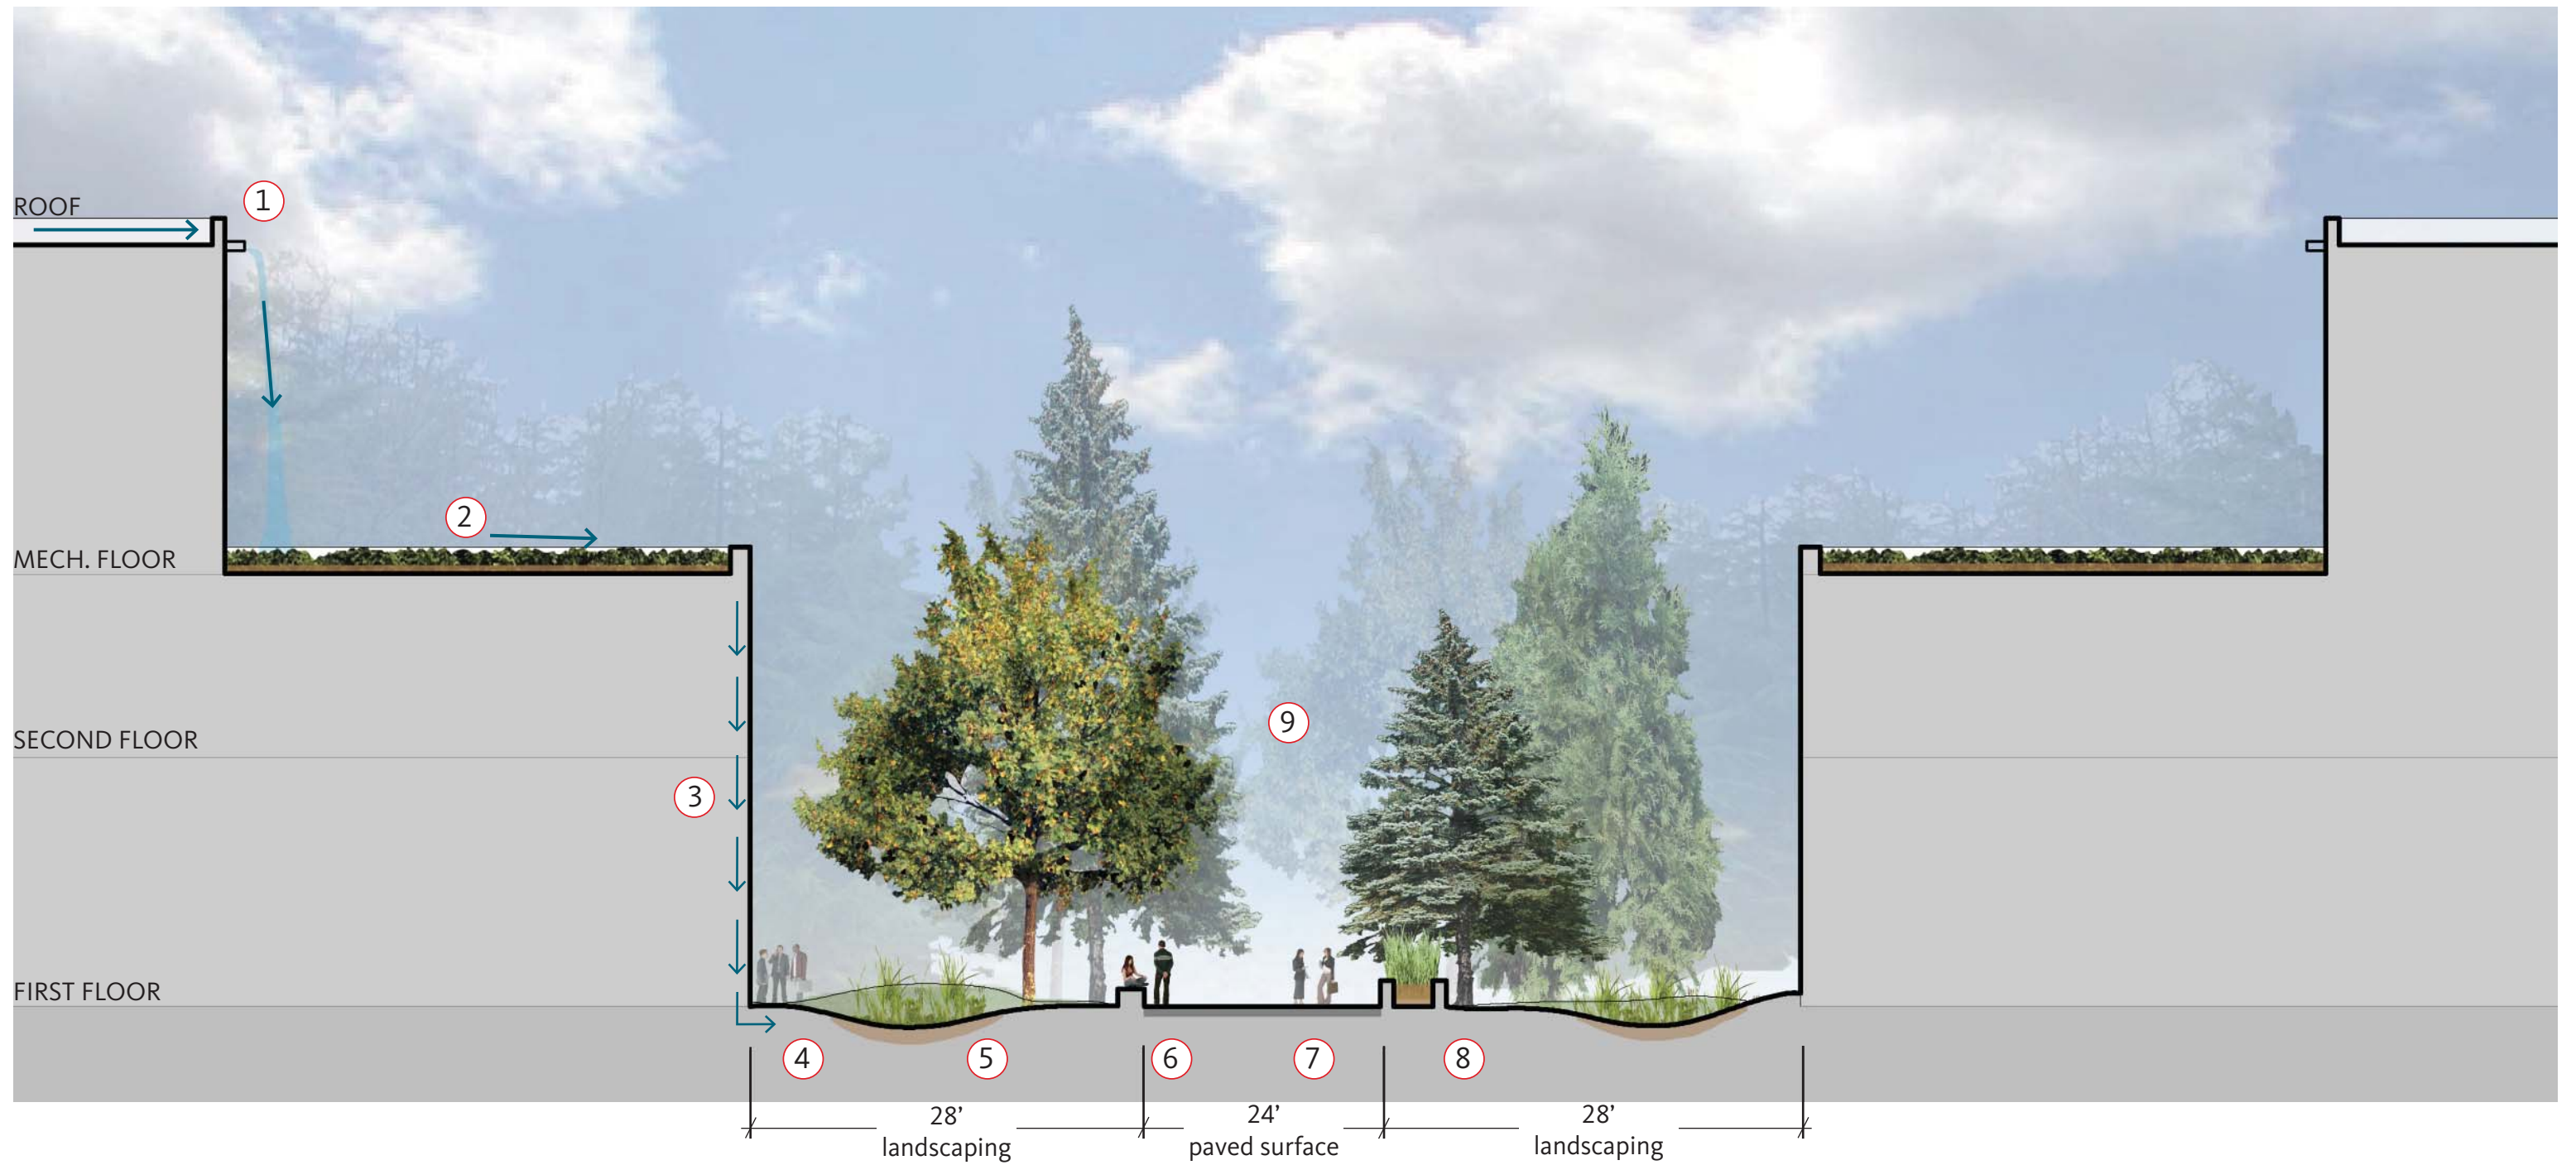 ROOF
1
2
MECH. FLOOR
SECOND FLOOR
9
3
FIRST FLOOR
4
5
6
7
8
28’
24’
28’
landscaping
paved surface
landscaping